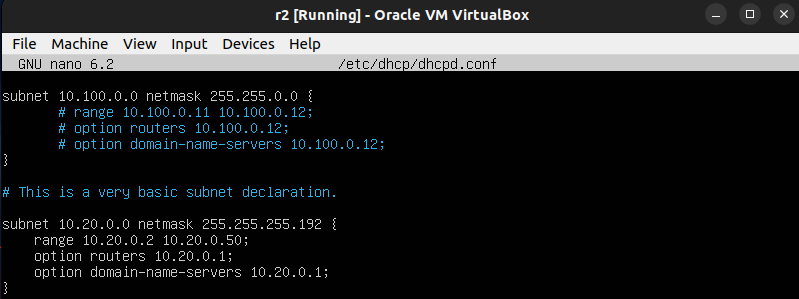 r2 [Running] - Oracle VM VirtualBox
File Machine View Input Devices Help
GNU nano 6.2 /etc/dhcp/dhcpd.conf
subnet 10.100.0.0 netmask 255.255.0.0 {
# range 10.100.0.11 10.100.0.12;
# option routers 10.100.0.12;
# option domain-name-servers 10.100.0.12;
}
# This is a very basic subnet declaration.
subnet 10.20.0.0 netmask 255.255.255.192 {
range 10.20.0.2 10.20.0.50;
option routers 10.20.0.1;
option domain-name-servers 10.20.0.1;
}